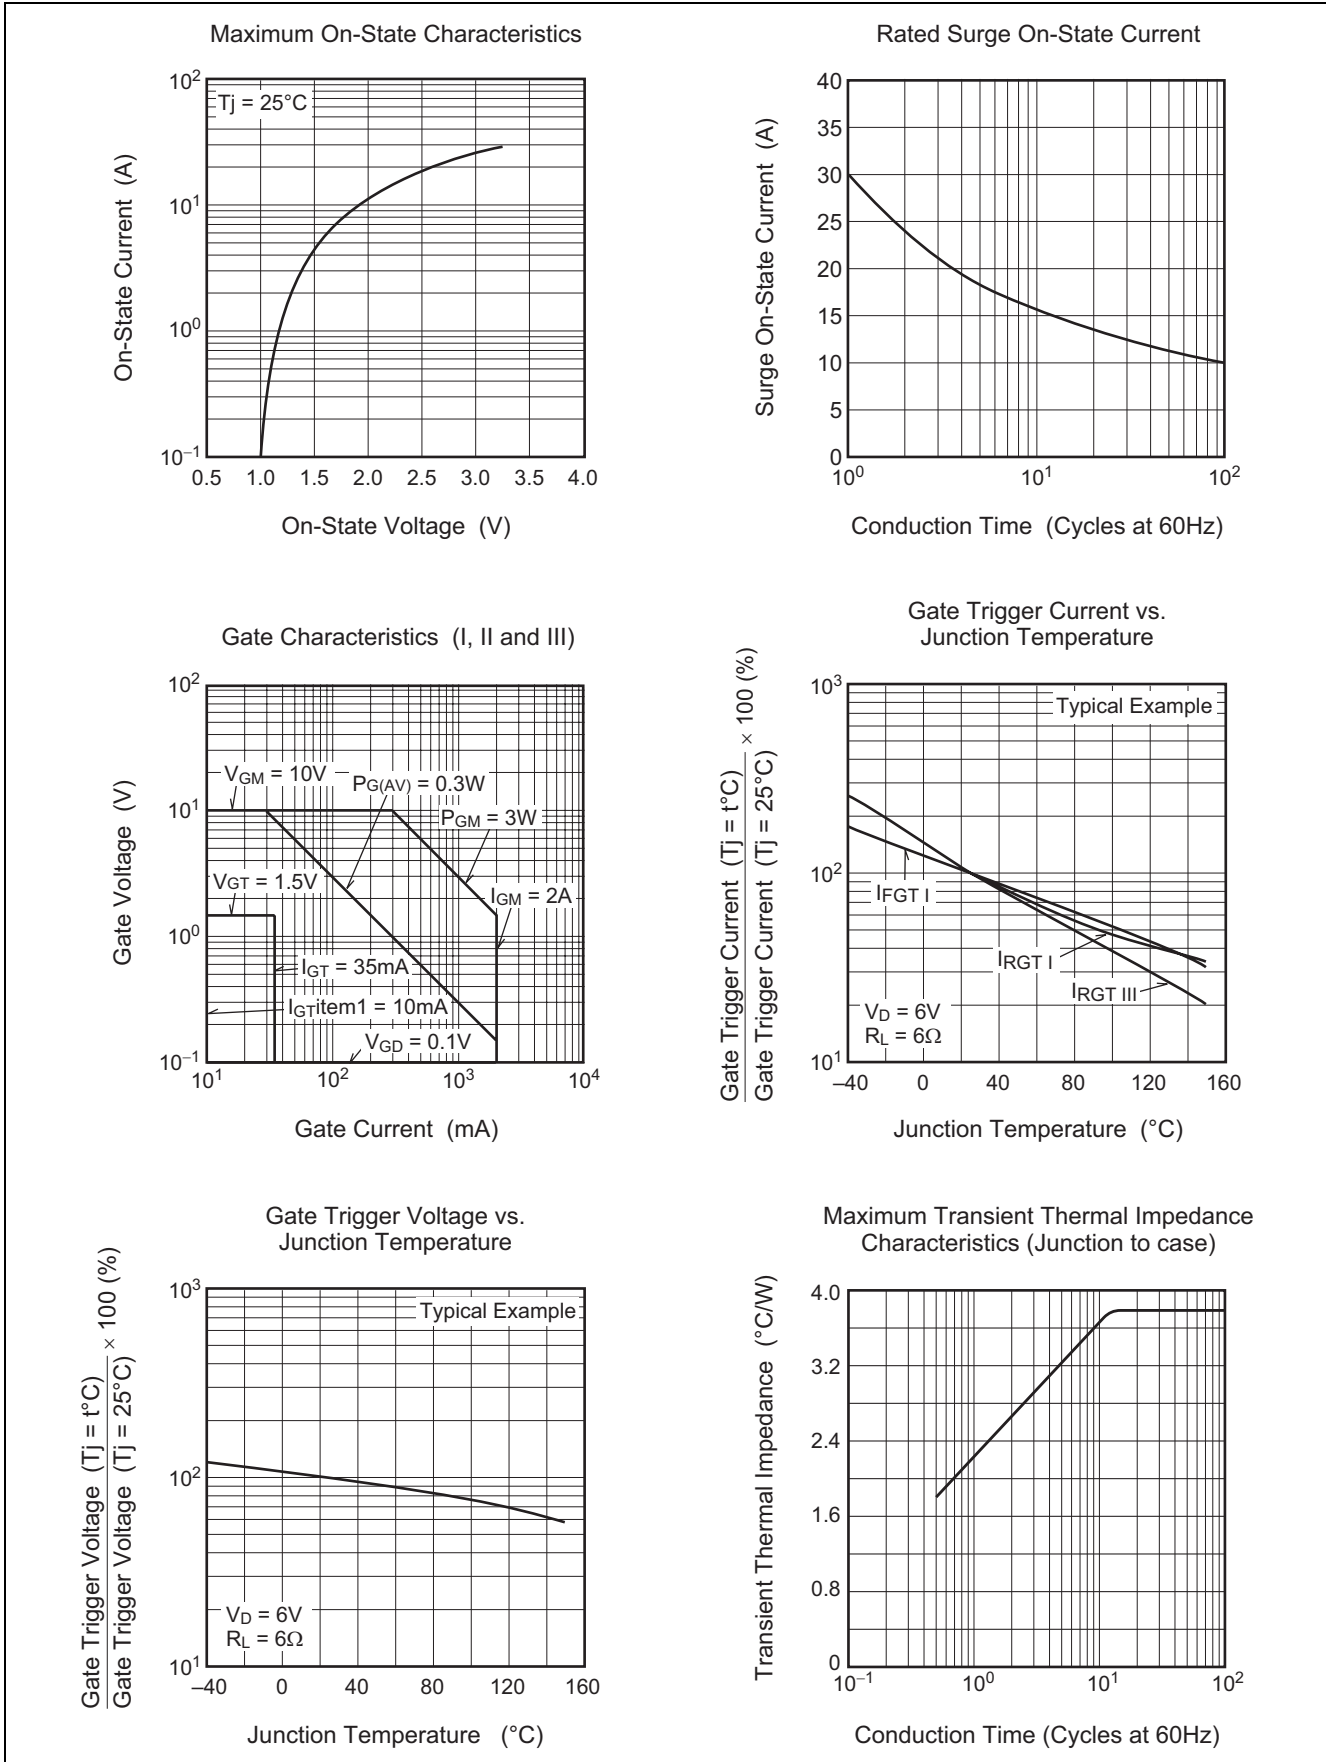 Maximum On-State Characteristics
On-State Current (A)
10²
10¹
10⁰
10⁻¹
Tj = 25°C
0.5 1.0 1.5 2.0 2.5 3.0 3.5 4.0
On-State Voltage (V)
Rated Surge On-State Current
Surge On-State Current (A)
40
35
30
25
20
15
10
5
0
10⁰ 10¹ 10²
Conduction Time (Cycles at 60Hz)
Gate Characteristics (I, II and III)
Gate Voltage (V)
10²
10¹
10⁰
10⁻¹
VGM = 10V
PG(AV) = 0.3W
PGM = 3W
VGT = 1.5V
IGM = 2A
IGT = 35mA
IGTitem1 = 10mA
VGD = 0.1V
10¹ 10² 10³ 10⁴
Gate Current (mA)
Gate Trigger Current vs.
Junction Temperature
Gate Trigger Current (Tj = t°C)
Gate Trigger Current (Tj = 25°C)
× 100 (%)
10³
10²
10¹
Typical Example
IFGT I
IRGT I
IRGT III
VD = 6V
RL = 6Ω
–40 0 40 80 120 160
Junction Temperature (°C)
Gate Trigger Voltage vs.
Junction Temperature
Gate Trigger Voltage (Tj = t°C)
Gate Trigger Voltage (Tj = 25°C)
× 100 (%)
10³
10²
10¹
Typical Example
VD = 6V
RL = 6Ω
–40 0 40 80 120 160
Junction Temperature (°C)
Maximum Transient Thermal Impedance
Characteristics (Junction to case)
Transient Thermal Impedance (°C/W)
4.0
3.2
2.4
1.6
0.8
0
10⁻¹ 10⁰ 10¹ 10²
Conduction Time (Cycles at 60Hz)